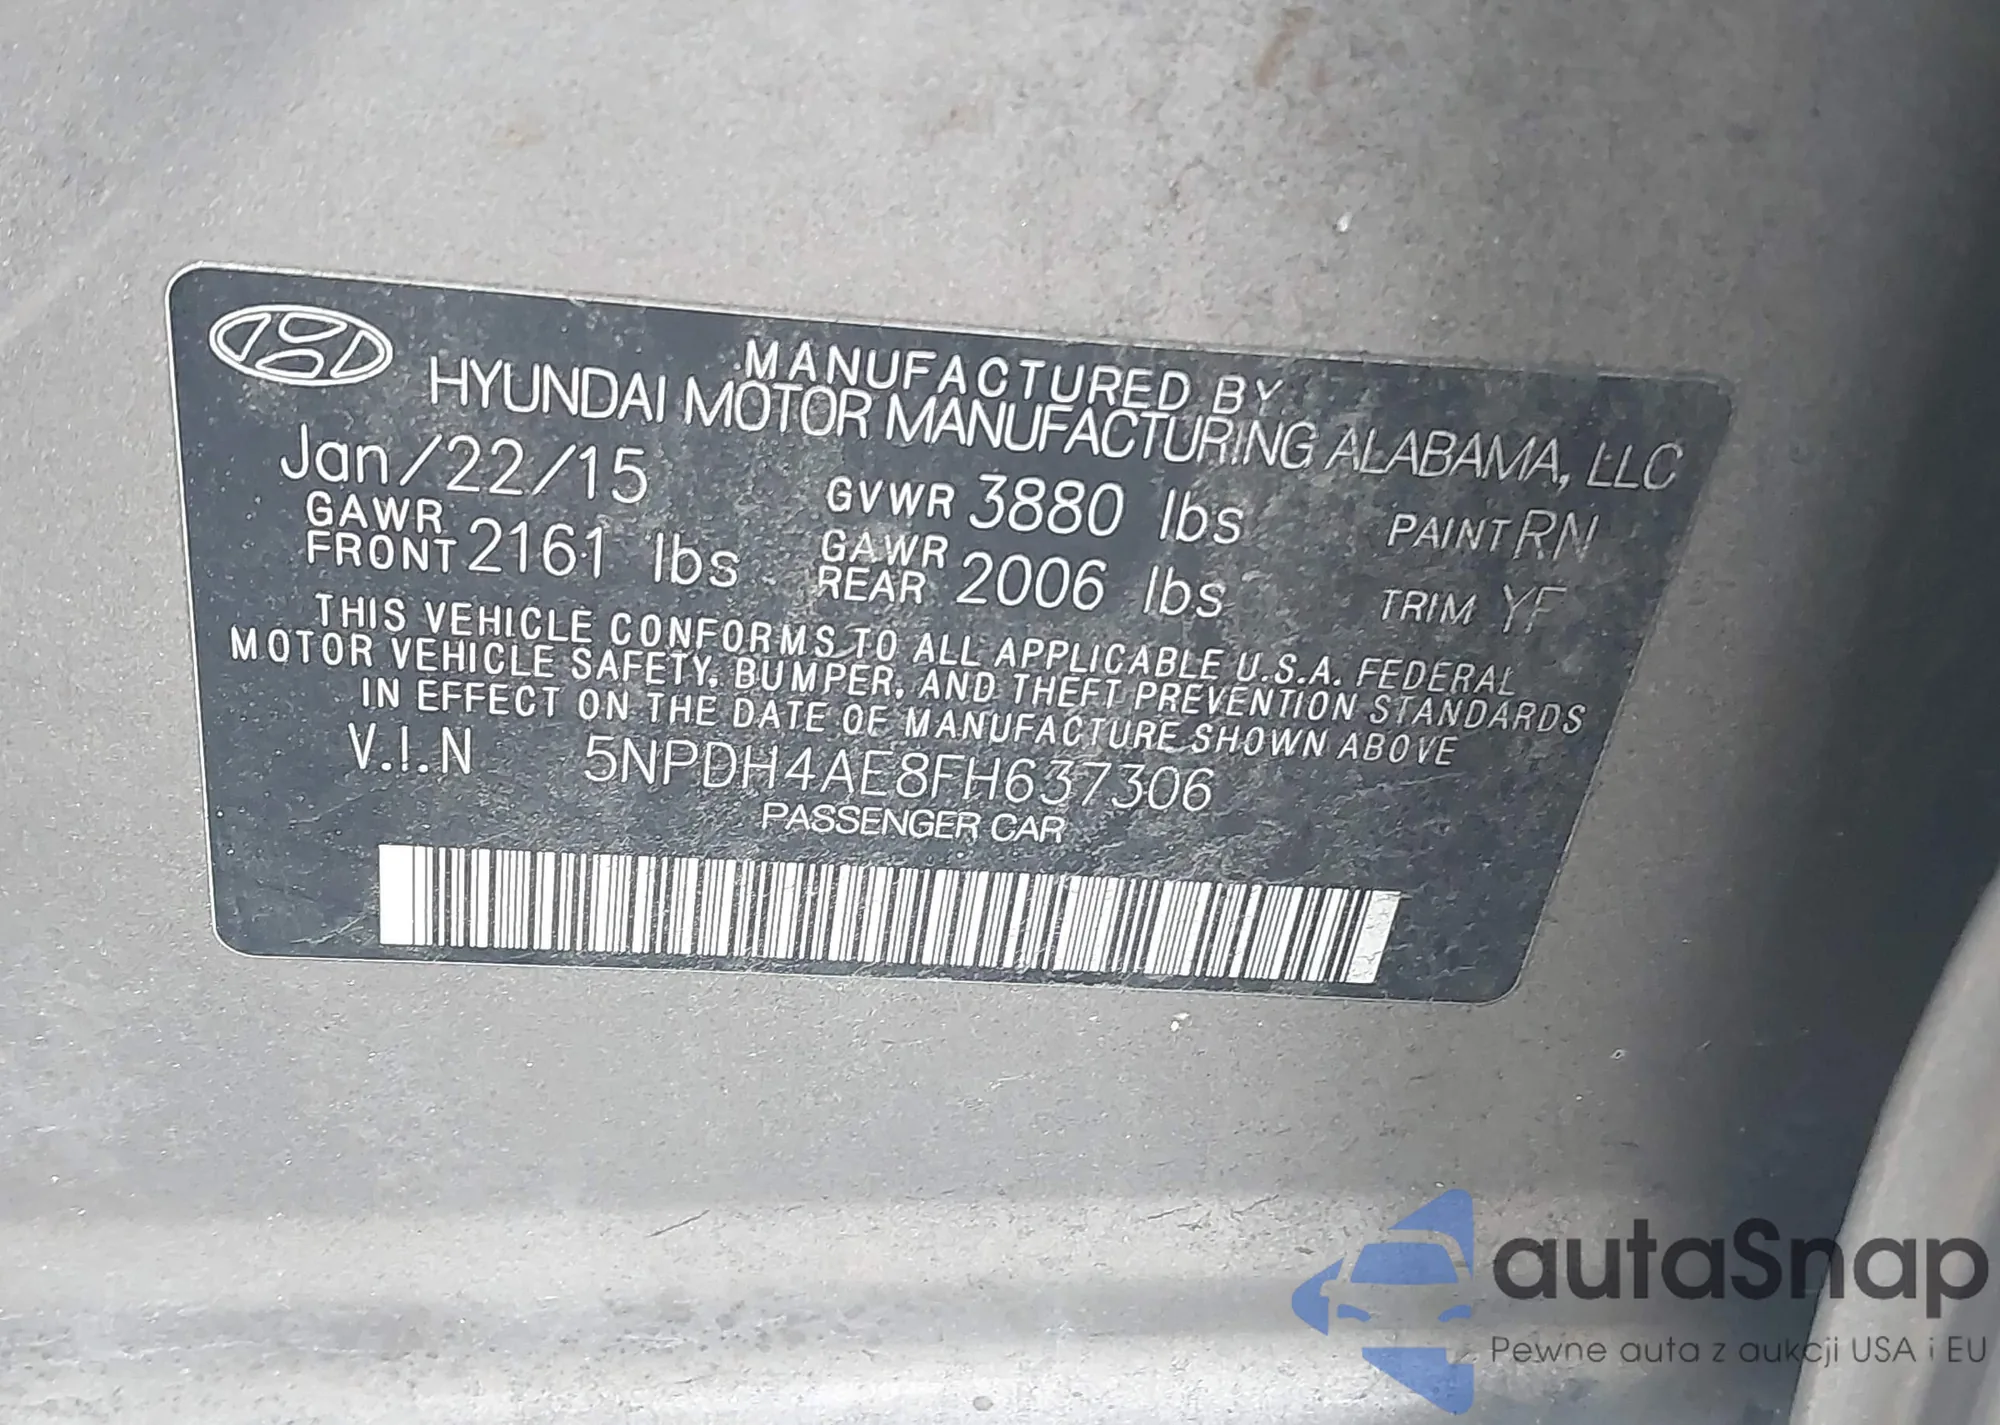 MANUFACTURED BY
HYUNDAI MOTOR MANUFACTURING ALABAMA, LLC
Jan/22/15 GVWR 3880 lbs PAINT RN
GAWR FRONT 2161 lbs GAWR REAR 2006 lbs TRIM YF
THIS VEHICLE CONFORMS TO ALL APPLICABLE U.S.A. FEDERAL
MOTOR VEHICLE SAFETY, BUMPER, AND THEFT PREVENTION STANDARDS
IN EFFECT ON THE DATE OF MANUFACTURE SHOWN ABOVE
V.I.N 5NPDH4AE8FH637306
PASSENGER CAR
autaSnap
Pewne auta z aukcji USA i EU